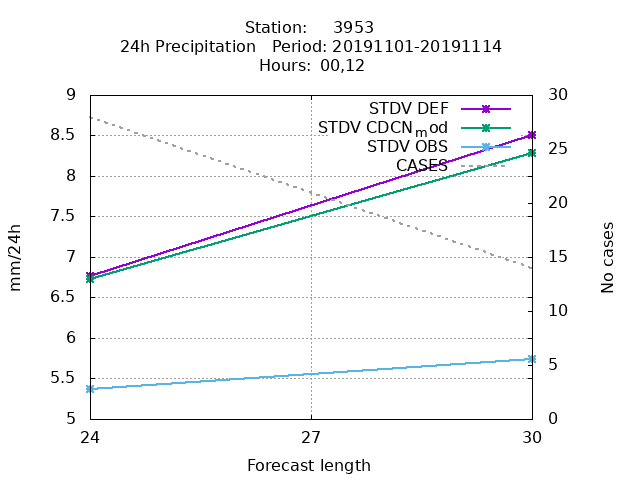 Station: 3953
24h Precipitation Period: 20191101-20191114
Hours: 00,12
9
8.5
8
7.5
7
6.5
6
5.5
5
30
25
20
15
10
5
0
STDV DEF
STDV CDCN_mod
STDV OBS
CASES
mm/24h
No cases
24 27 30
Forecast length